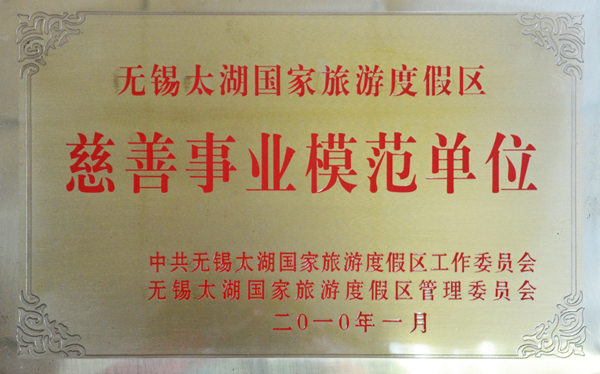 无锡太湖国家旅游度假区
慈善事业模范单位
中共无锡太湖国家旅游度假区工作委员会
无锡太湖国家旅游度假区管理委员会
二〇一〇年一月